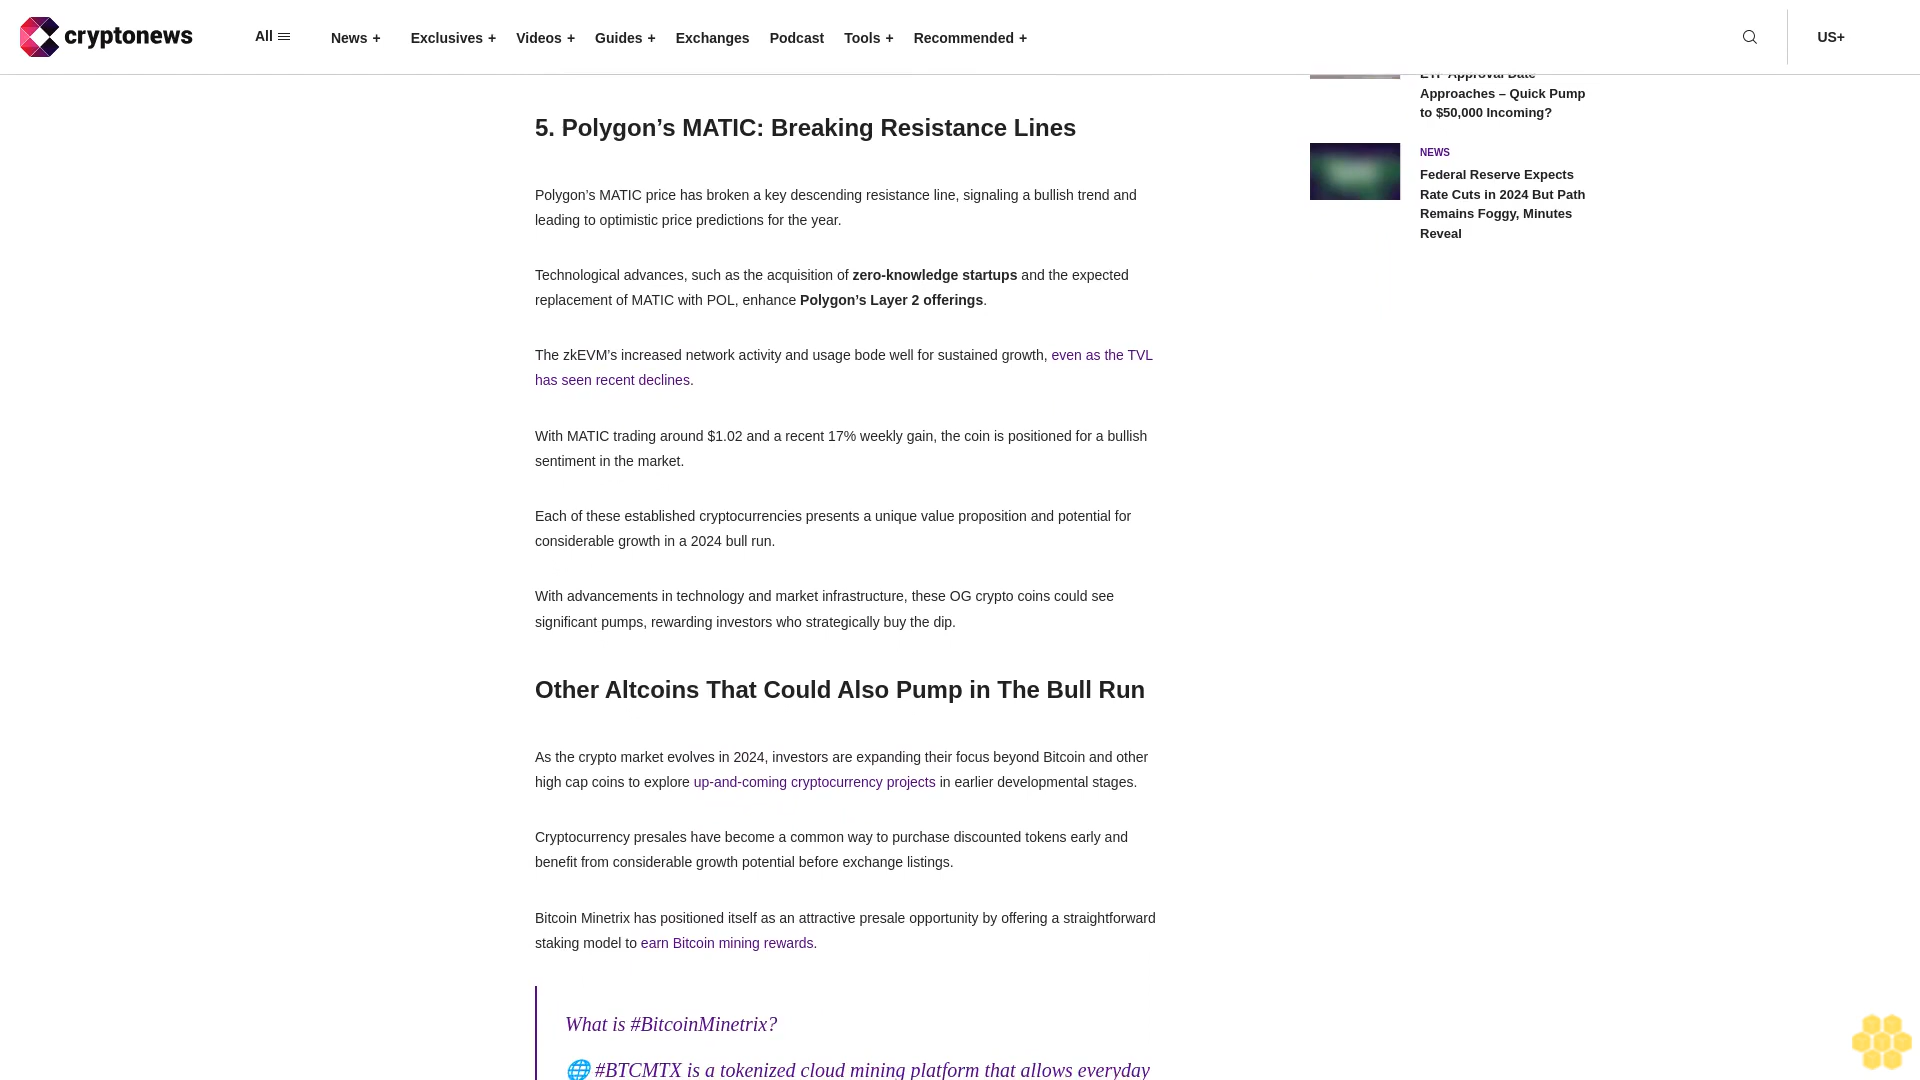 cryptonews
All
News +
Exclusives +
Videos +
Guides +
Exchanges
Podcast
Tools +
Recommended +
US+
5. Polygon’s MATIC: Breaking Resistance Lines
Polygon’s MATIC price has broken a key descending resistance line, signaling a bullish trend and
leading to optimistic price predictions for the year.
Technological advances, such as the acquisition of zero-knowledge startups and the expected
replacement of MATIC with POL, enhance Polygon’s Layer 2 offerings.
The zkEVM’s increased network activity and usage bode well for sustained growth, even as the TVL
has seen recent declines.
With MATIC trading around $1.02 and a recent 17% weekly gain, the coin is positioned for a bullish
sentiment in the market.
Each of these established cryptocurrencies presents a unique value proposition and potential for
considerable growth in a 2024 bull run.
With advancements in technology and market infrastructure, these OG crypto coins could see
significant pumps, rewarding investors who strategically buy the dip.
Other Altcoins That Could Also Pump in The Bull Run
As the crypto market evolves in 2024, investors are expanding their focus beyond Bitcoin and other
high cap coins to explore up-and-coming cryptocurrency projects in earlier developmental stages.
Cryptocurrency presales have become a common way to purchase discounted tokens early and
benefit from considerable growth potential before exchange listings.
Bitcoin Minetrix has positioned itself as an attractive presale opportunity by offering a straightforward
staking model to earn Bitcoin mining rewards.
What is #BitcoinMinetrix?
🌐 #BTCMTX is a tokenized cloud mining platform that allows everyday
ETF Approval Date
Approaches – Quick Pump
to $50,000 Incoming?
NEWS
Federal Reserve Expects
Rate Cuts in 2024 But Path
Remains Foggy, Minutes
Reveal